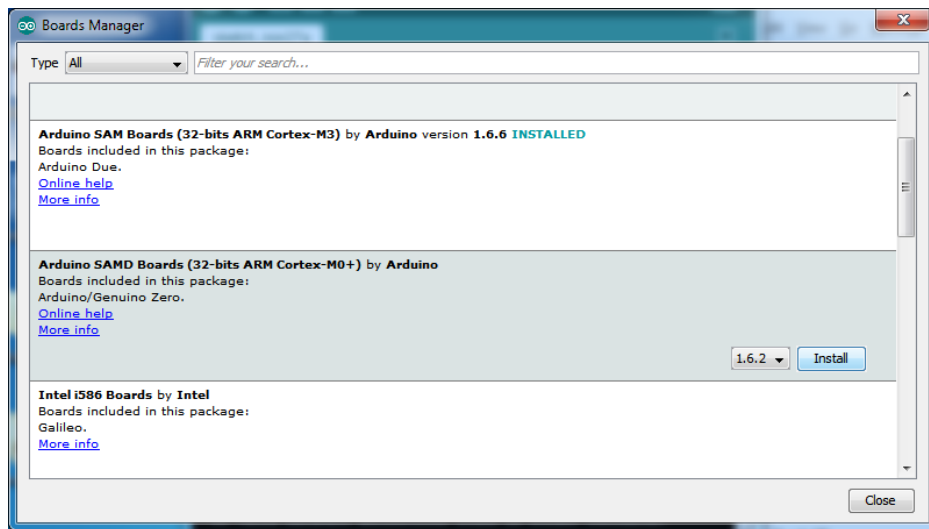 Boards Manager
Type All Filter your search...
Arduino SAM Boards (32-bits ARM Cortex-M3) by Arduino version 1.6.6 INSTALLED
Boards included in this package:
Arduino Due.
Online help
More info
Arduino SAMD Boards (32-bits ARM Cortex-M0+) by Arduino
Boards included in this package:
Arduino/Genuino Zero.
Online help
More info
1.6.2 Install
Intel i586 Boards by Intel
Boards included in this package:
Galileo.
More info
Close